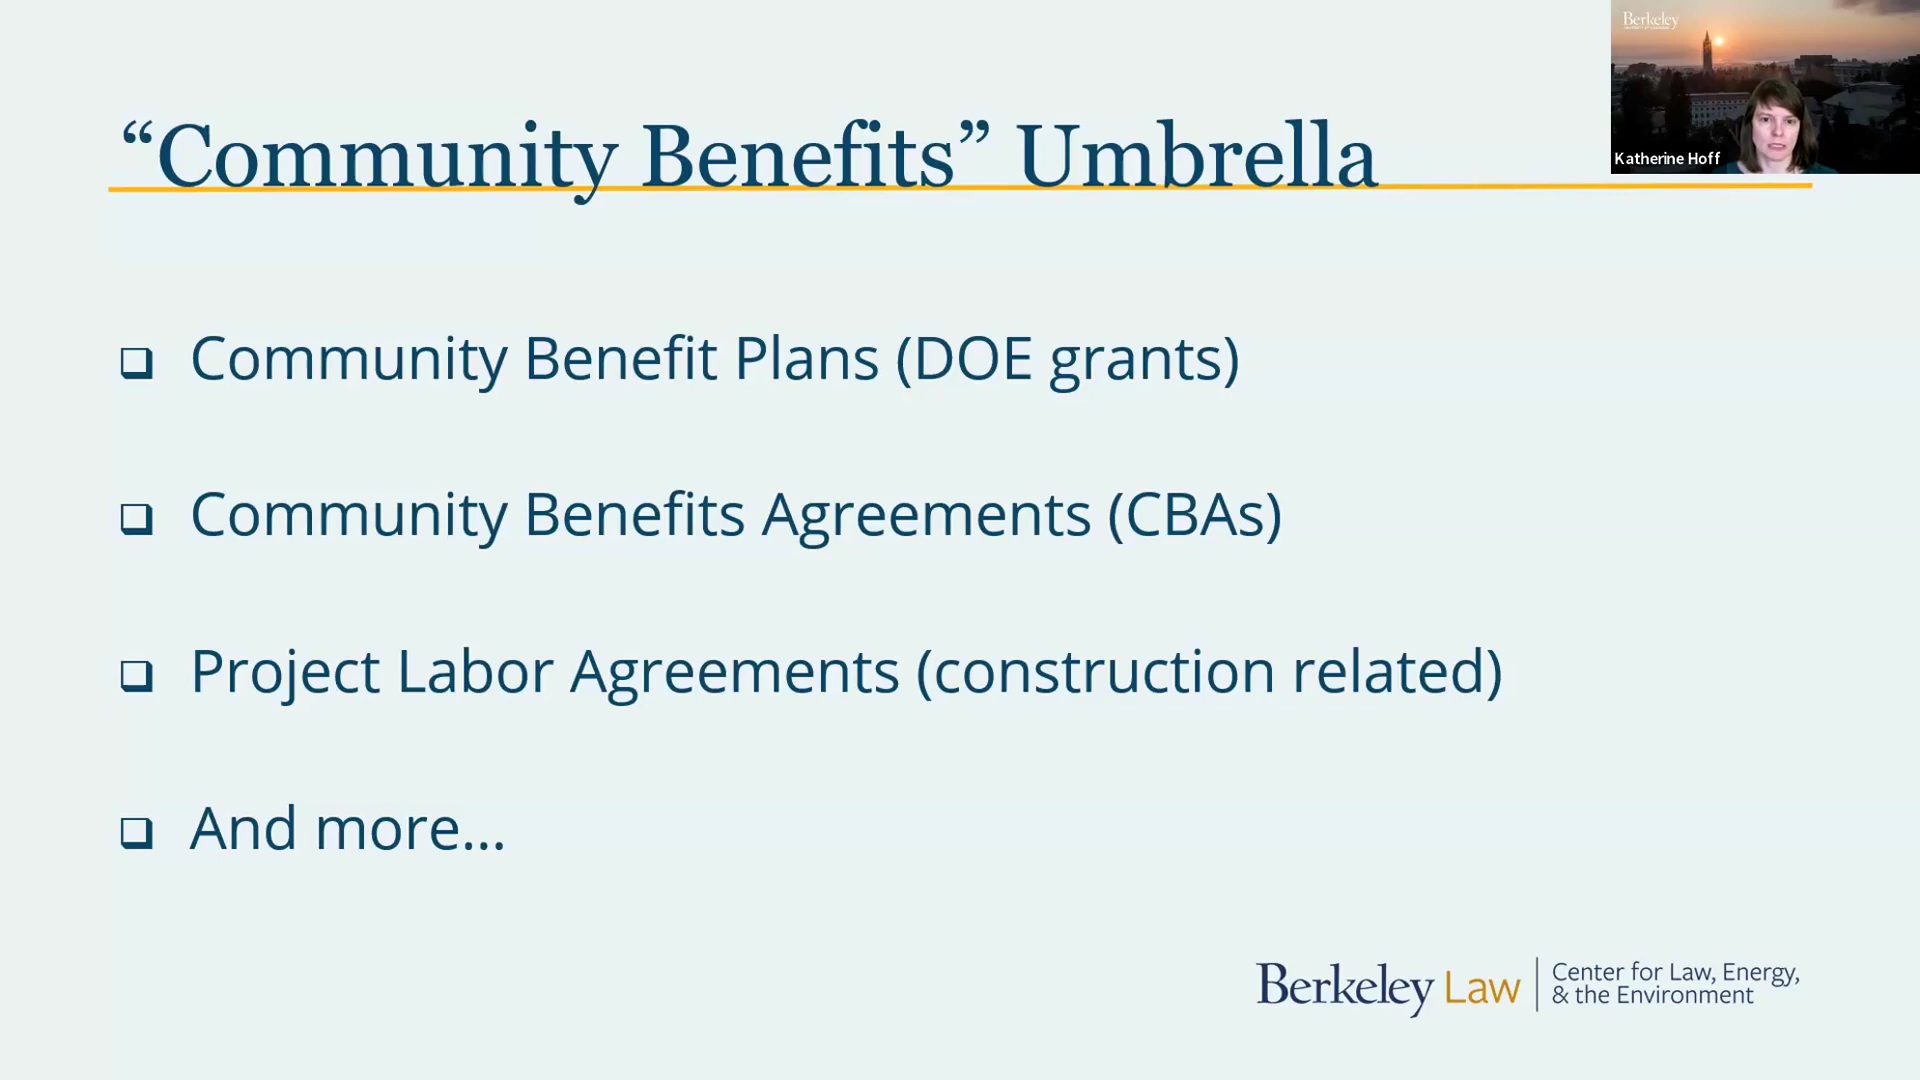 Berkeley
Katherine Hoff
“Community Benefits” Umbrella
Community Benefit Plans (DOE grants)
Community Benefits Agreements (CBAs)
Project Labor Agreements (construction related)
And more...
Berkeley Law
Center for Law, Energy,
& the Environment